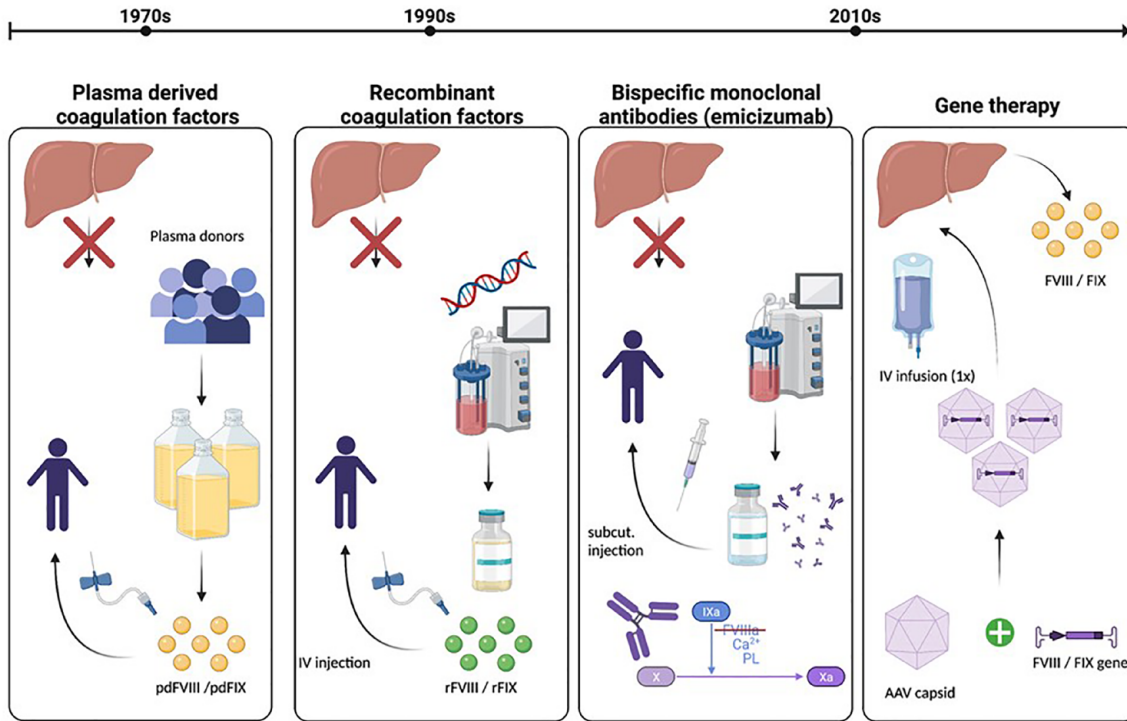 1970s
1990s
2010s
Plasma derived
coagulation factors
Plasma donors
pdFVIII /pdFIX
Recombinant
coagulation factors
IV injection
rFVIII / rFIX
Bispecific monoclonal
antibodies (emicizumab)
subcut.
injection
IXa
FVIIIa
Ca²⁺
PL
X
Xa
Gene therapy
FVIII / FIX
IV infusion (1x)
AAV capsid
FVIII / FIX gene